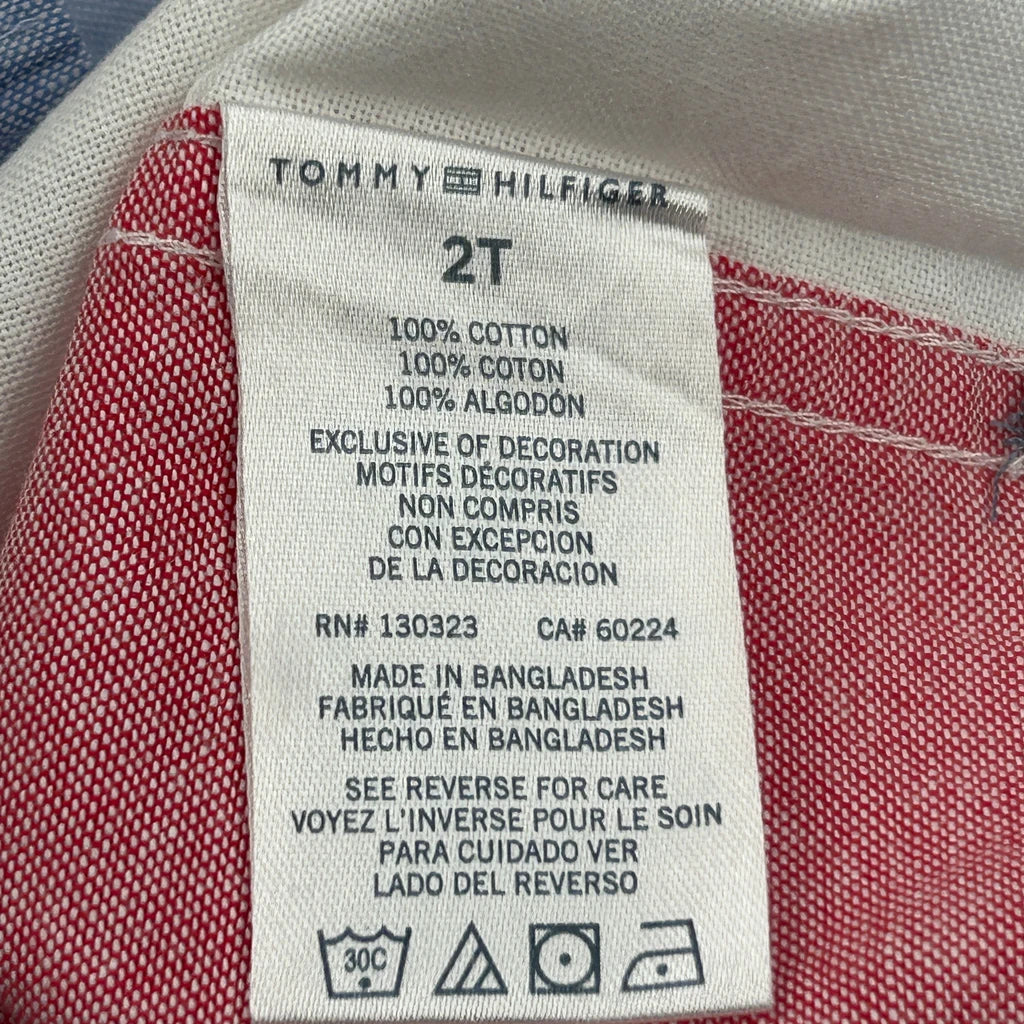 TOMMY HILFIGER
2T
100% COTTON
100% COTON
100% ALGODÓN
EXCLUSIVE OF DECORATION
MOTIFS DÉCORATIFS
NON COMPRIS
CON EXCEPCION
DE LA DECORACION
RN# 130323 CA# 60224
MADE IN BANGLADESH
FABRIQUÉ EN BANGLADESH
HECHO EN BANGLADESH
SEE REVERSE FOR CARE
VOYEZ L'INVERSE POUR LE SOIN
PARA CUIDADO VER
LADO DEL REVERSO
30C